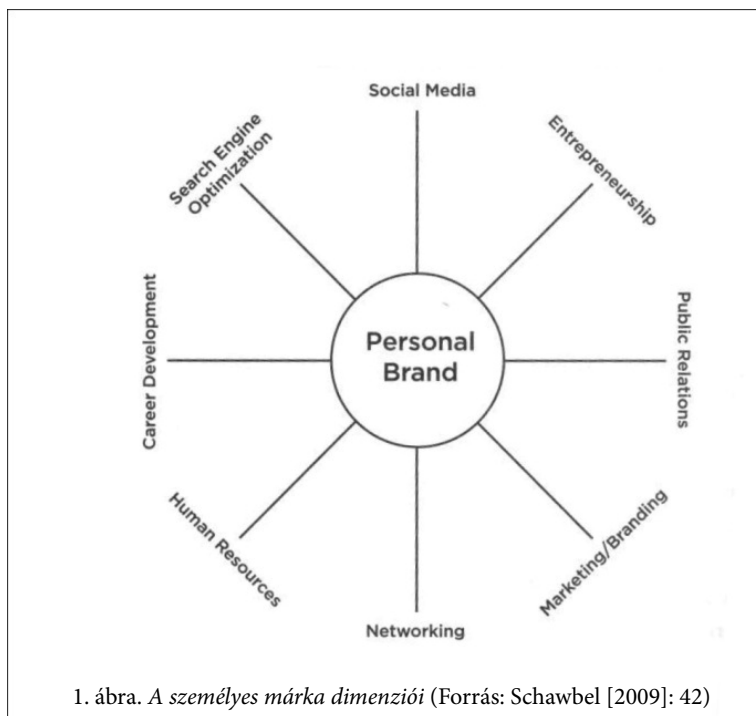 Social Media
Entrepreneurship
Search Engine
Optimization
Public Relations
Career Development
Personal
Brand
Marketing/Branding
Human Resources
Networking
1. ábra. A személyes márka dimenziói (Forrás: Schawbel [2009]: 42)